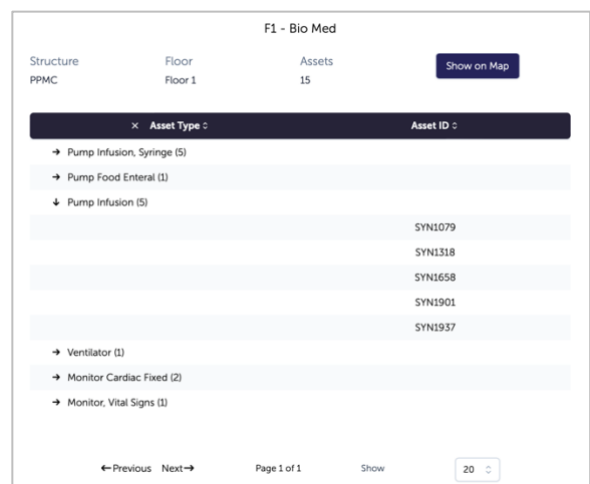 F1 - Bio Med
Structure Floor Assets
PPMC Floor 1 15
Show on Map
× Asset Type Asset ID
→ Pump Infusion, Syringe (5)
→ Pump Food Enteral (1)
↓ Pump Infusion (5)
SYN1079
SYN1318
SYN1658
SYN1901
SYN1937
→ Ventilator (1)
→ Monitor Cardiac Fixed (2)
→ Monitor, Vital Signs (1)
←Previous Next→ Page 1 of 1 Show 20